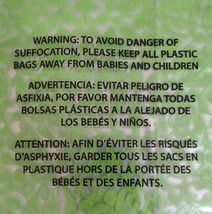 WARNING: TO AVOID DANGER OF
SUFFOCATION, PLEASE KEEP ALL PLASTIC
BAGS AWAY FROM BABIES AND CHILDREN
ADVERTENCIA: EVITAR PELIGRO DE
ASFIXIA, POR FAVOR MANTENGA TODAS
BOLSAS PLÁSTICAS A LA ALEJADO DE
LOS BEBÉS Y NIÑOS.
ATTENTION: AFIN D'ÉVITER LES RISQUÉS
D'ASPHYXIE, GARDER TOUS LES SACS EN
PLASTIQUE HORS DE LA PORTÉE DES
BÉBÉS ET DES ENFANTS.